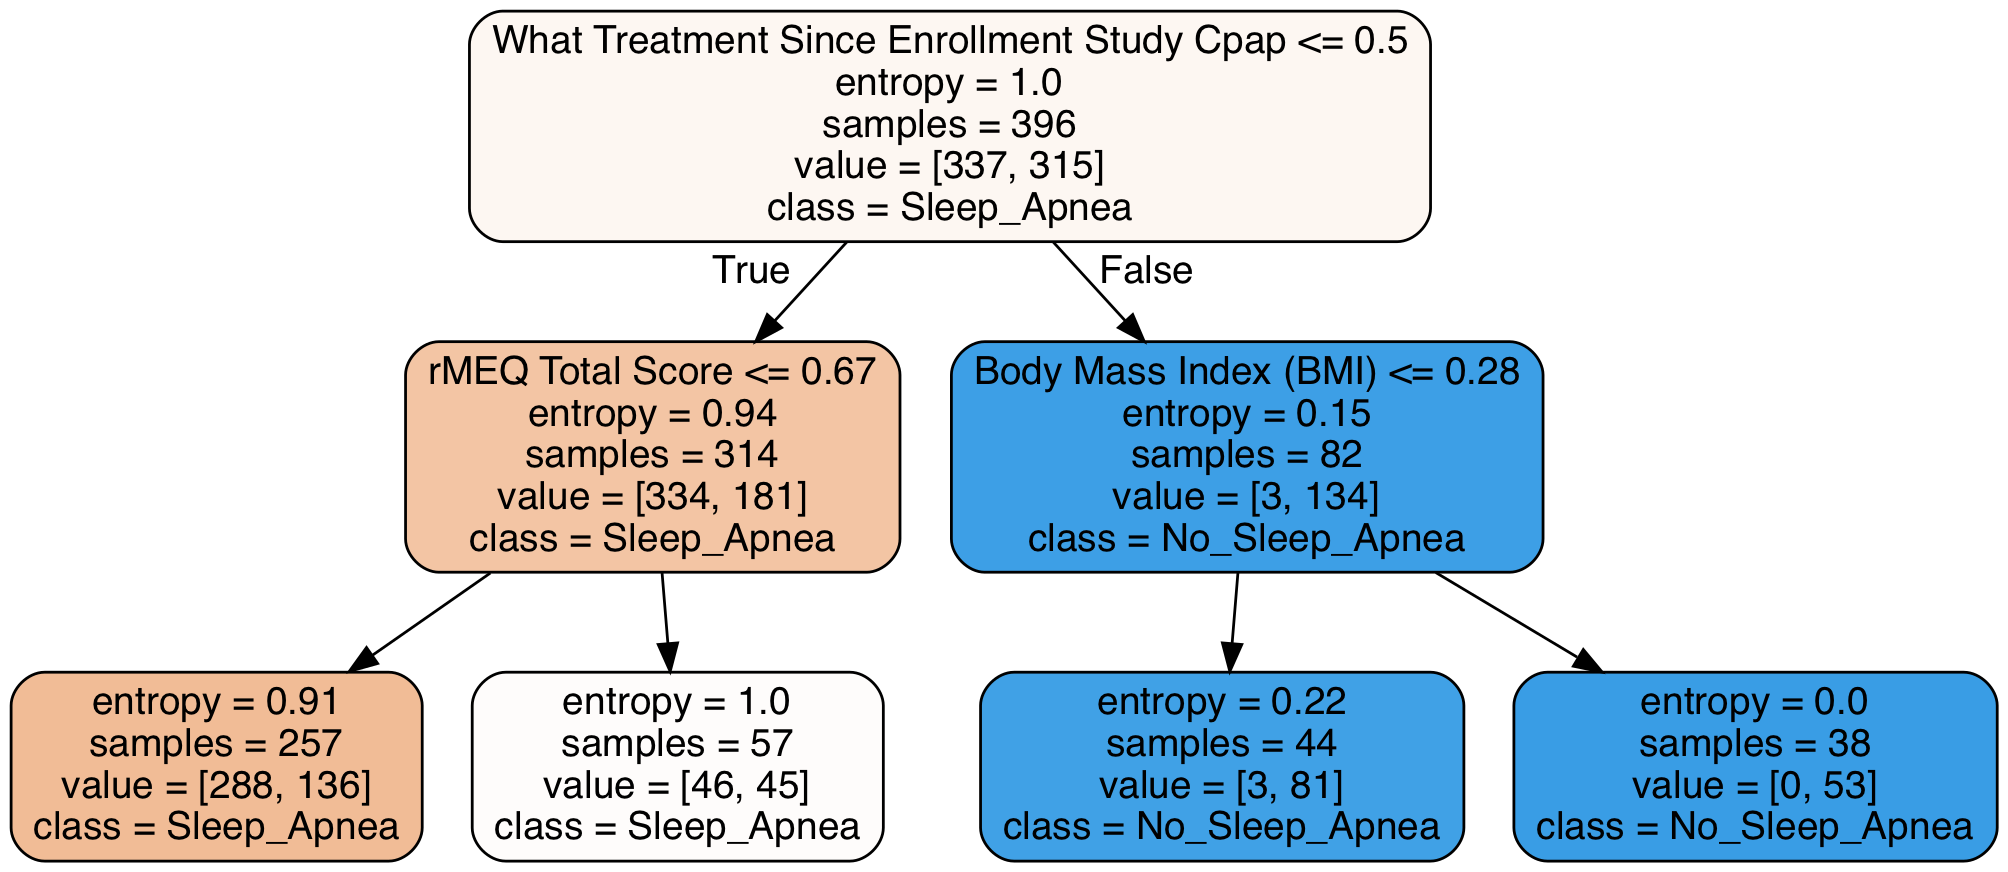 What Treatment Since Enrollment Study Cpap <= 0.5
entropy = 1.0
samples = 396
value = [337, 315]
class = Sleep_Apnea
True
False
rMEQ Total Score <= 0.67
entropy = 0.94
samples = 314
value = [334, 181]
class = Sleep_Apnea
Body Mass Index (BMI) <= 0.28
entropy = 0.15
samples = 82
value = [3, 134]
class = No_Sleep_Apnea
entropy = 0.91
samples = 257
value = [288, 136]
class = Sleep_Apnea
entropy = 1.0
samples = 57
value = [46, 45]
class = Sleep_Apnea
entropy = 0.22
samples = 44
value = [3, 81]
class = No_Sleep_Apnea
entropy = 0.0
samples = 38
value = [0, 53]
class = No_Sleep_Apnea